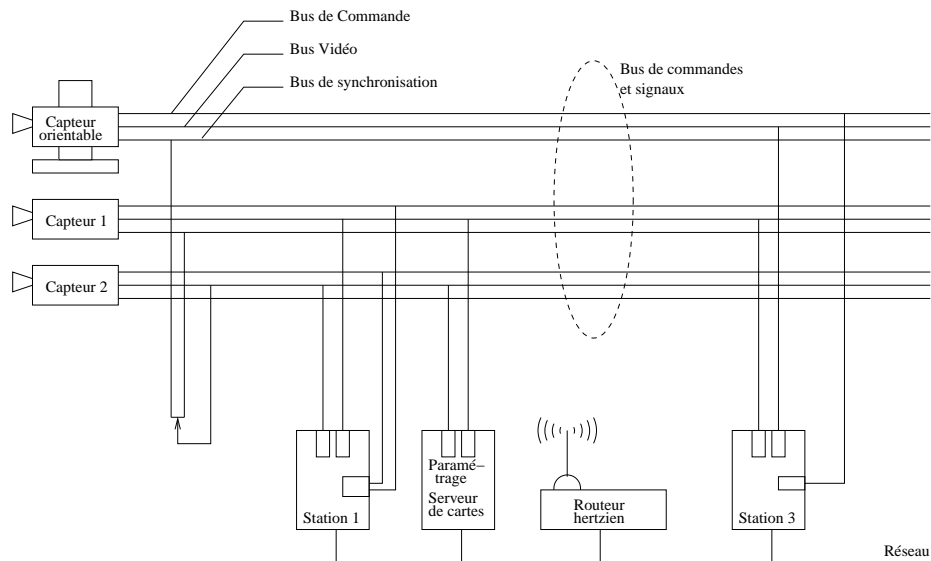 Bus de Commande
Bus Vidéo
Bus de synchronisation
Bus de commandes
et signaux
Capteur
orientable
Capteur 1
Capteur 2
Paramé–
trage
Serveur
de cartes
Station 1
Routeur
hertzien
Station 3
Réseau